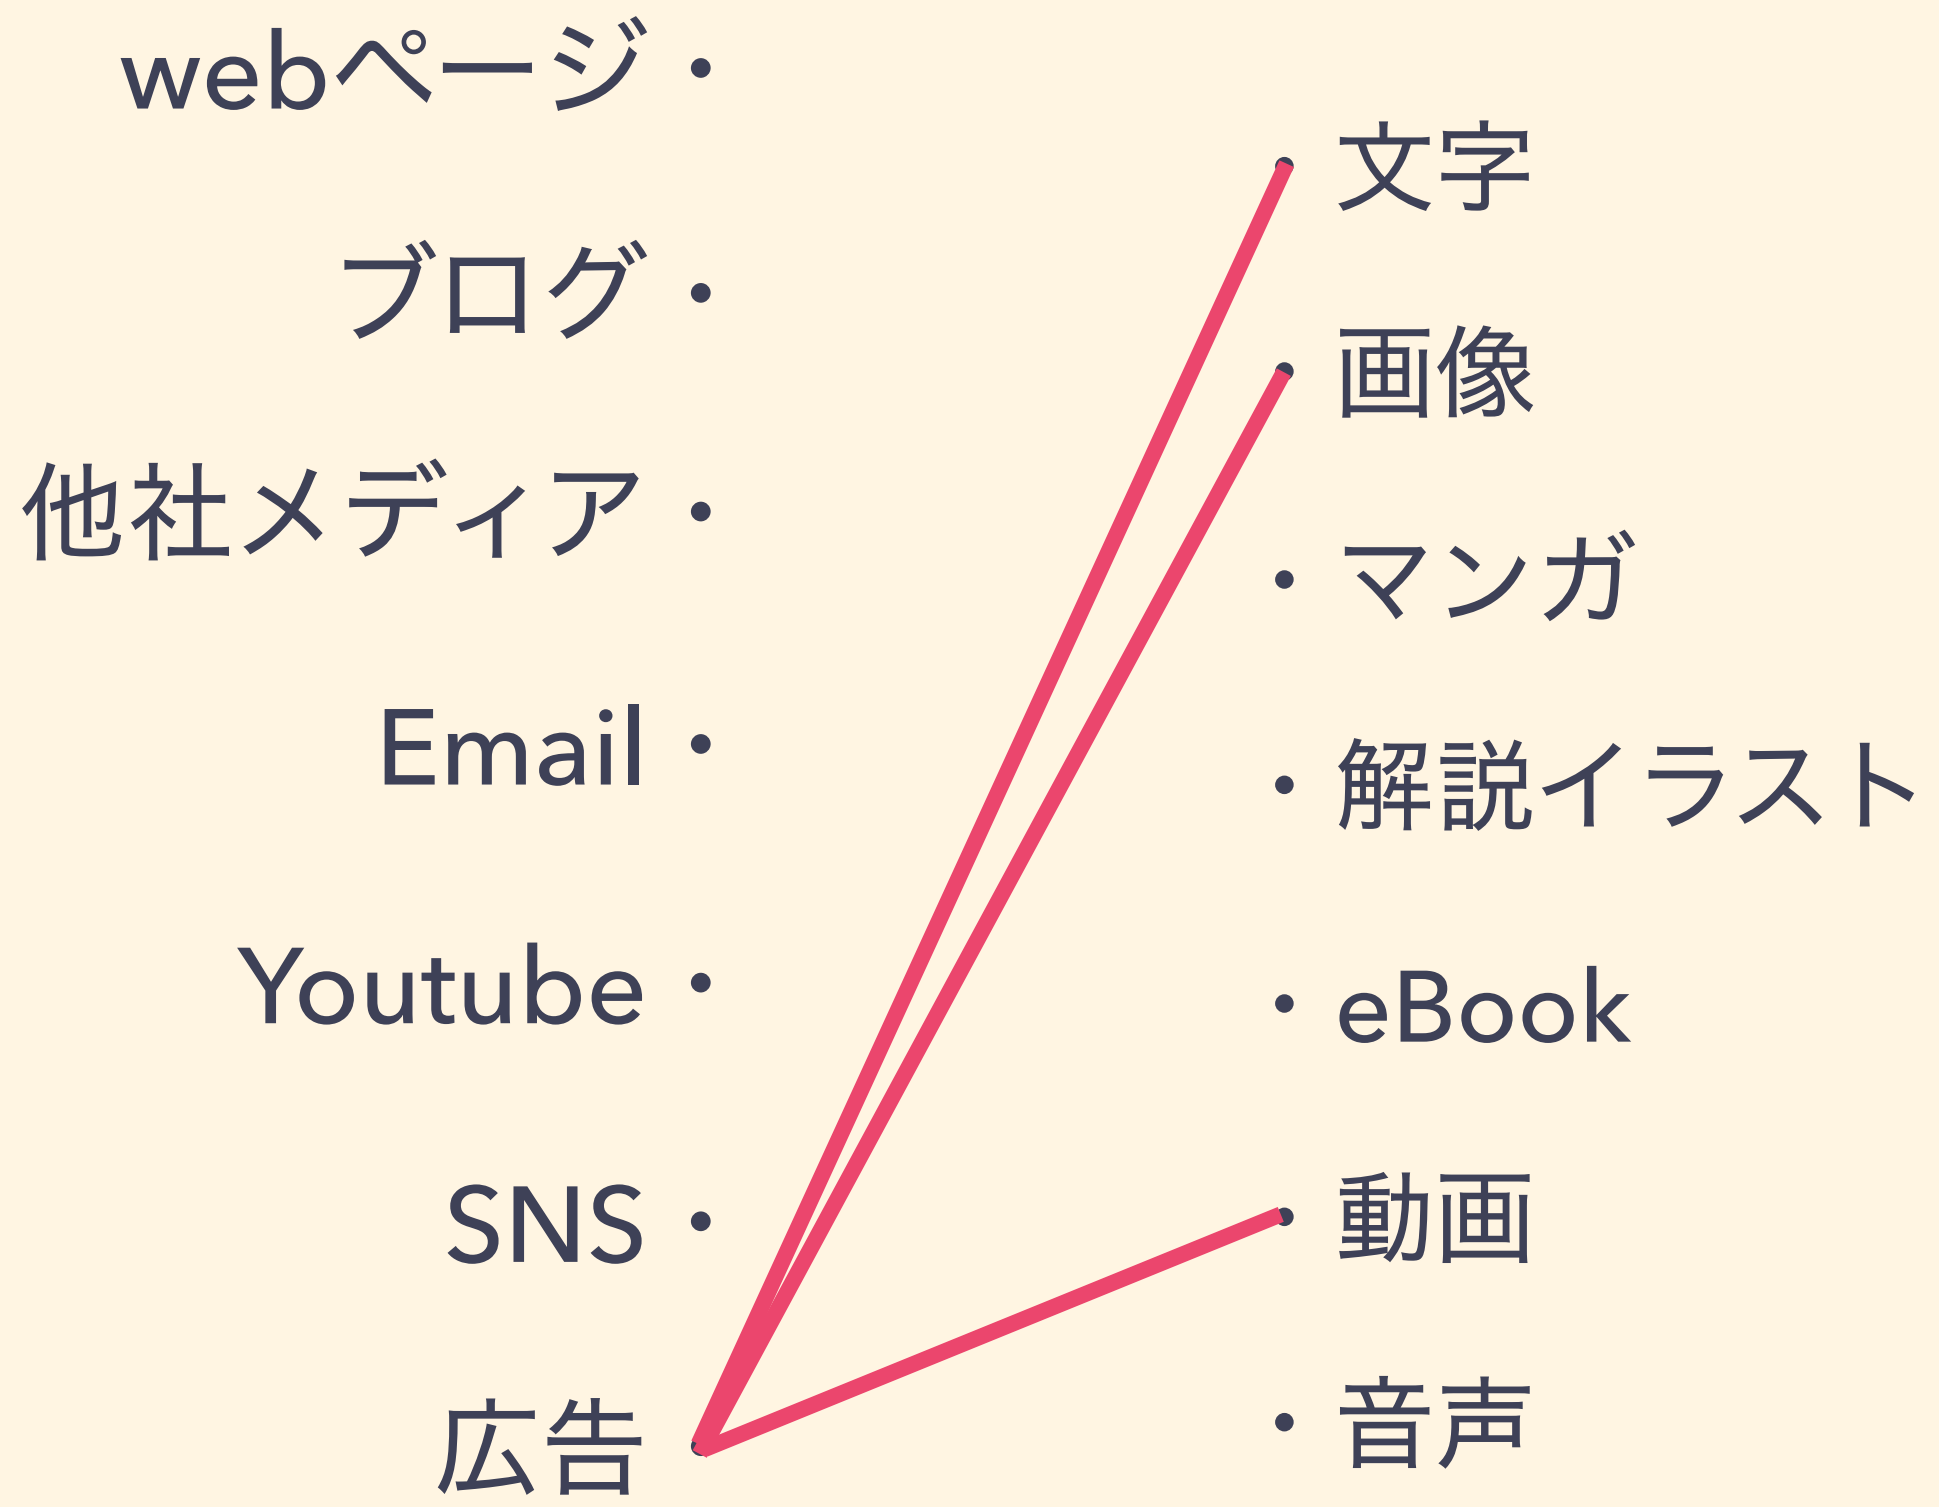 webページ・
ブログ・
他社メディア・
Email・
Youtube・
SNS・
広告・
・文字
・画像
・マンガ
・解説イラスト
・eBook
・動画
・音声